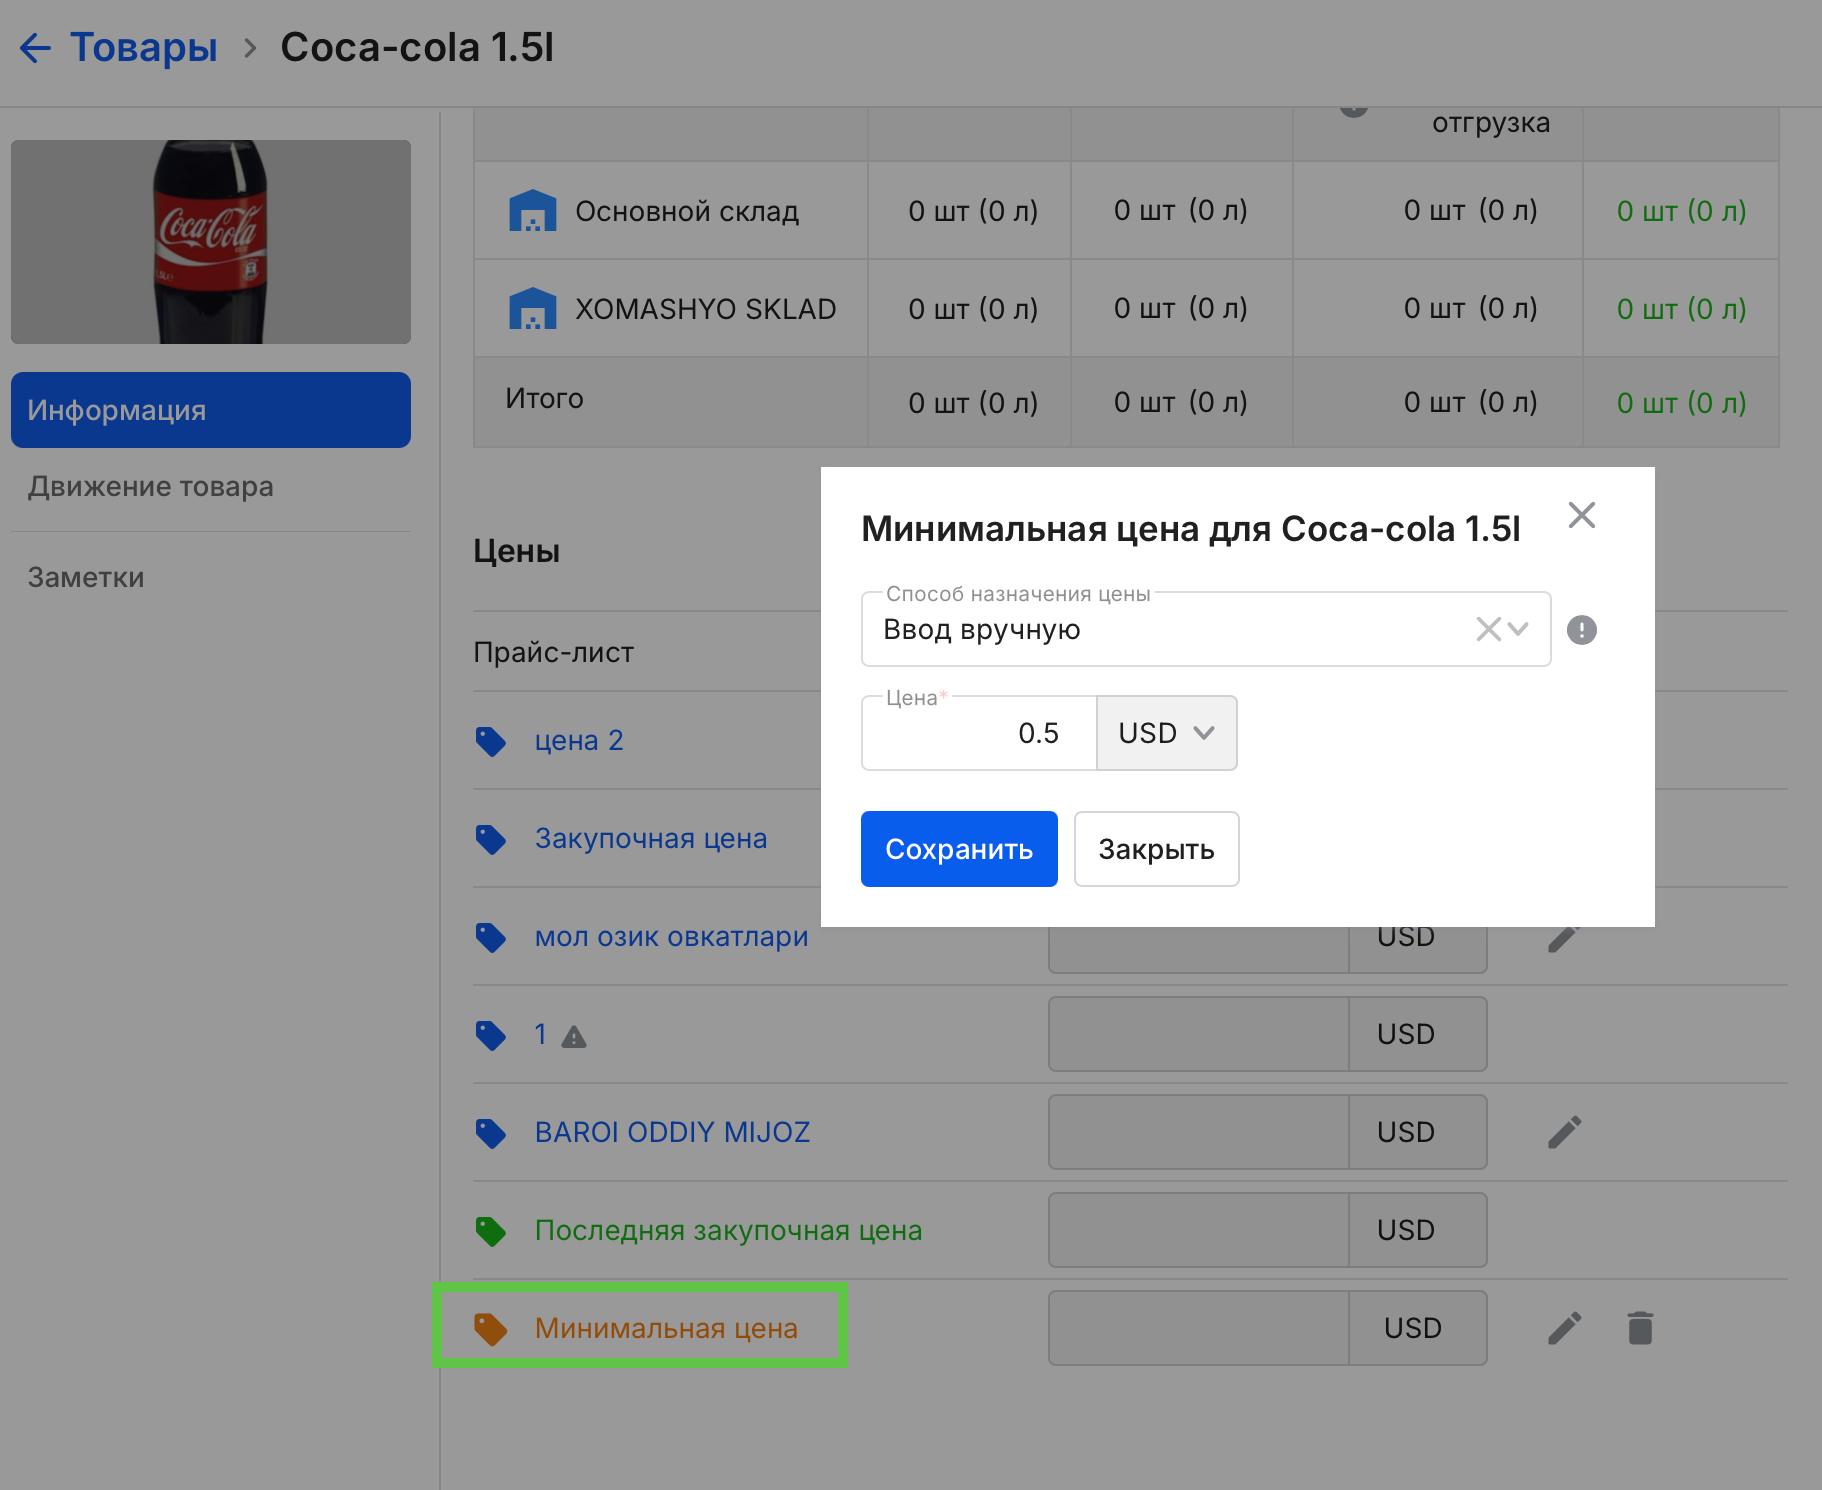 Товары
Coca-cola 1.5l
отгрузка
Coca-Cola
Основной склад 0 шт (0 л) 0 шт (0 л) 0 шт (0 л) 0 шт (0 л)
XOMASHYO SKLAD 0 шт (0 л) 0 шт (0 л) 0 шт (0 л) 0 шт (0 л)
Итого 0 шт (0 л) 0 шт (0 л) 0 шт (0 л) 0 шт (0 л)
Информация
Движение товара
Заметки
Цены
Прайс-лист
Минимальная цена для Coca-cola 1.5l
Способ назначения цены
Ввод вручную
Цена*
0.5 USD
Сохранить Закрыть
цена 2
Закупочная цена
мол озик овкатлари USD
1 USD
BAROI ODDIY MIJOZ USD
Последняя закупочная цена USD
Минимальная цена USD